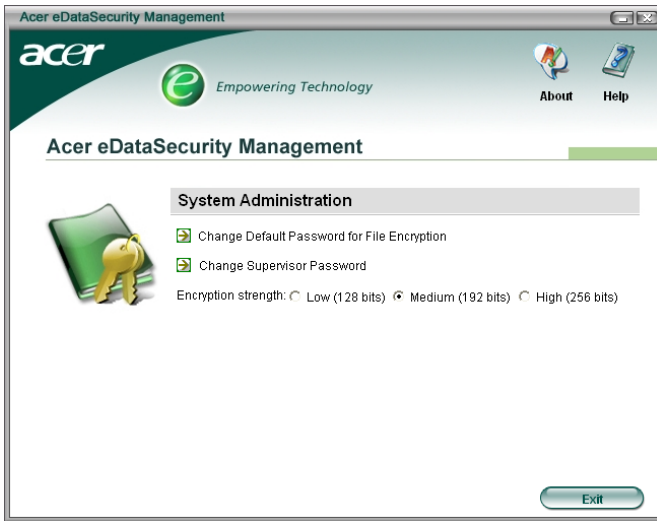 Acer eDataSecurity Management
acer
e Empowering Technology
About Help
Acer eDataSecurity Management
System Administration
Change Default Password for File Encryption
Change Supervisor Password
Encryption strength: Low (128 bits) Medium (192 bits) High (256 bits)
Exit